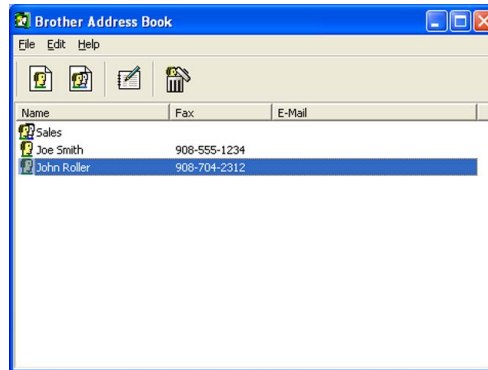 Brother Address Book
File Edit Help
Name Fax E-Mail
Sales
Joe Smith 908-555-1234
John Roller 908-704-2312